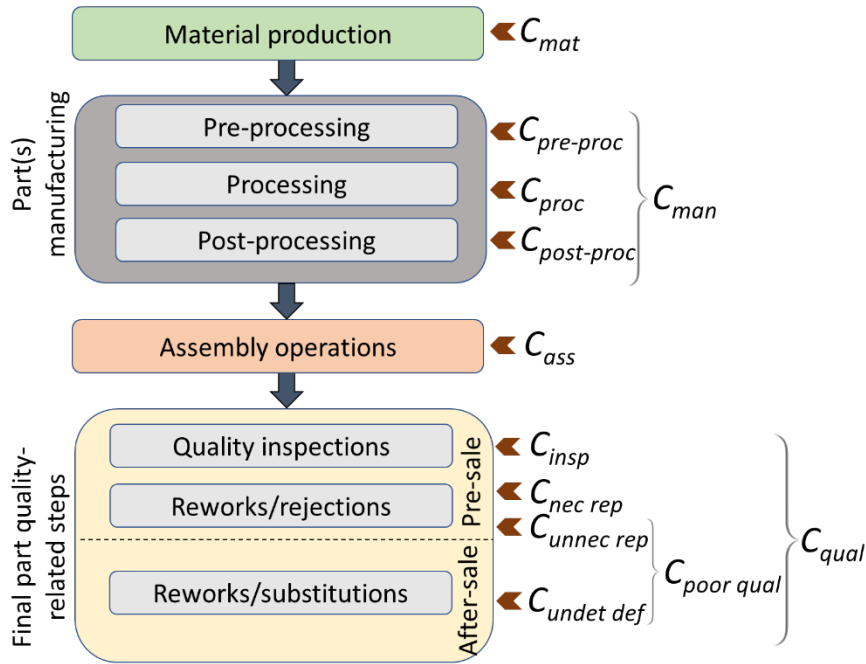 Material production
C_mat
Part(s)
manufacturing
Pre-processing
C_pre-proc
Processing
C_proc
Post-processing
C_post-proc
C_man
Assembly operations
C_ass
Final part quality-
related steps
Pre-sale
Quality inspections
C_insp
Reworks/rejections
C_nec rep
C_unnec rep
After-sale
Reworks/substitutions
C_undet def
C_poor qual
C_qual